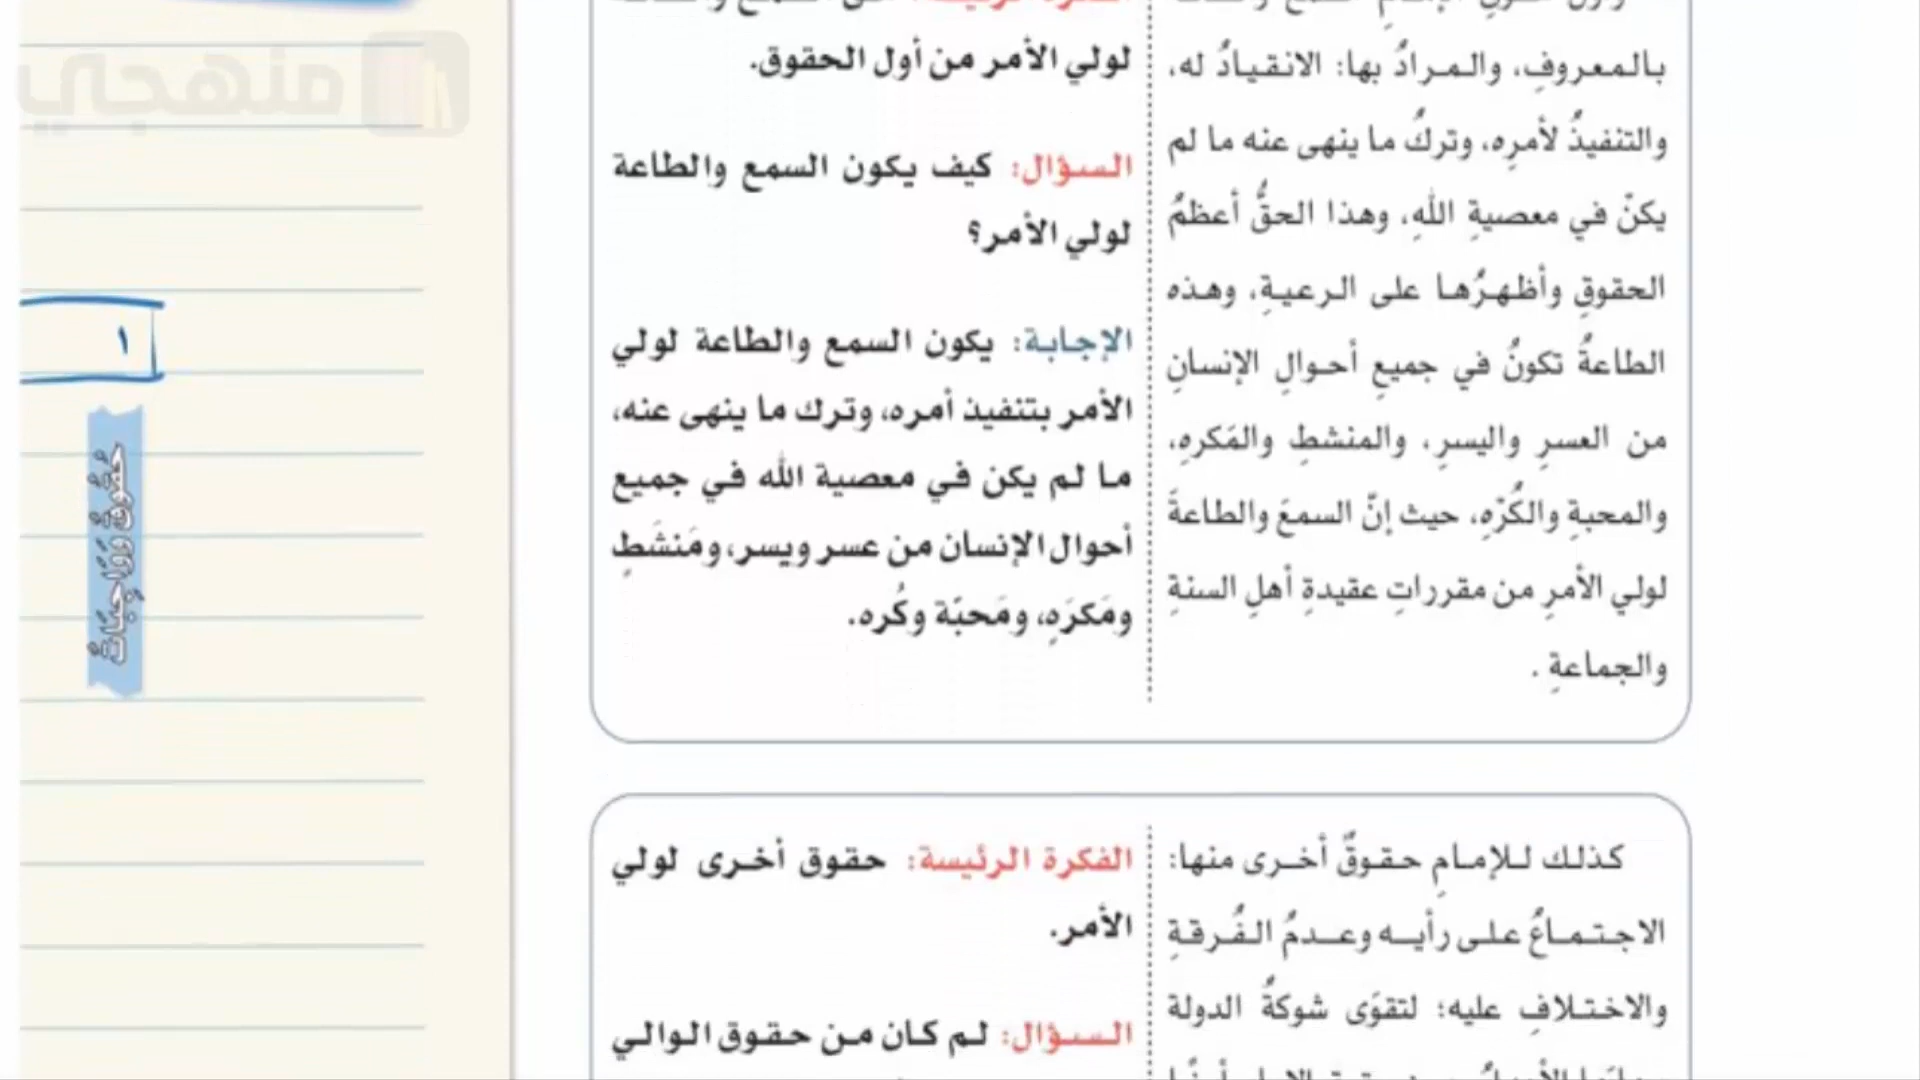 بالمعروفِ، والمرادُ بها: الانقيادُ له،
والتنفيذُ لأمرِه، وتركُ ما ينهى عنه ما لم
يكنْ في معصيةِ اللهِ، وهذا الحقُّ أعظمُ
الحقوقِ وأظهرُها على الرعيةِ، وهذه
الطاعةُ تكونُ في جميعِ أحوالِ الإنسانِ
من العسرِ واليسرِ، والمنشطِ والمَكرهِ،
والمحبةِ والكُرْهِ، حيث إنّ السمعَ والطاعةَ
لولي الأمرِ من مقرراتِ عقيدةِ أهلِ السنةِ
والجماعةِ .
لولي الأمر من أول الحقوق.
السؤال: كيف يكون السمع والطاعة
لولي الأمر؟
الإجابة: يكون السمع والطاعة لولي
الأمر بتنفيذ أمره، وترك ما ينهى عنه،
ما لم يكن في معصية الله في جميع
أحوال الإنسان من عسر ويسر، ومَنشَطِ
ومَكرَهِ، ومَحبّة وكُره.
كذلك للإمامِ حقوقٌ أخرى منها:
الاجتماعُ على رأيه وعدمُ الفُرقةِ
والاختلافِ عليه؛ لتقوَى شوكةُ الدولة
الفكرة الرئيسة: حقوق أخرى لولي
الأمر.
السؤال: لم كان من حقوق الوالي
منهجي
١
حُقُوقٌ وَوَاجِبَاتٌ